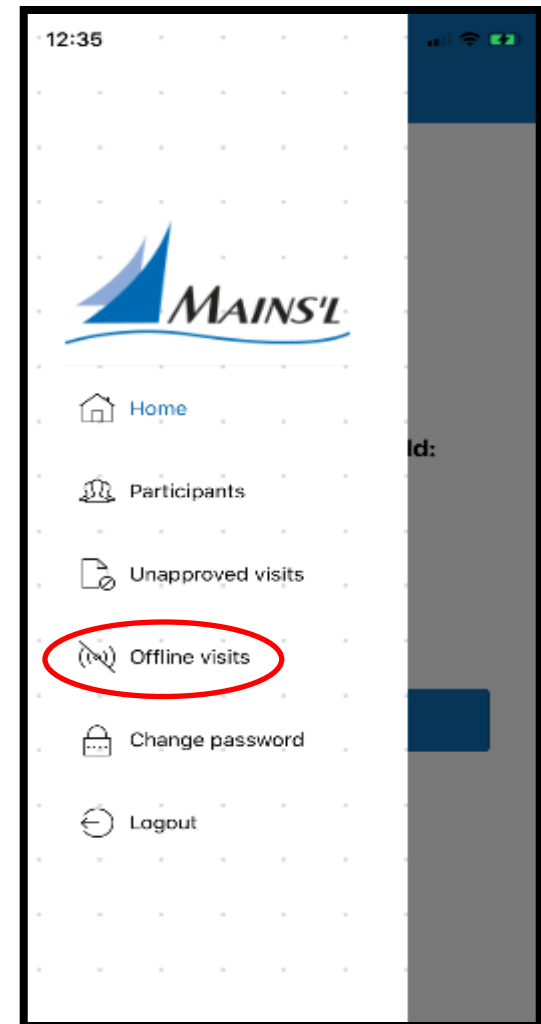 12:35
MAINS'L
Home
ld:
Participants
Unapproved visits
Offline visits
Change password
Logout